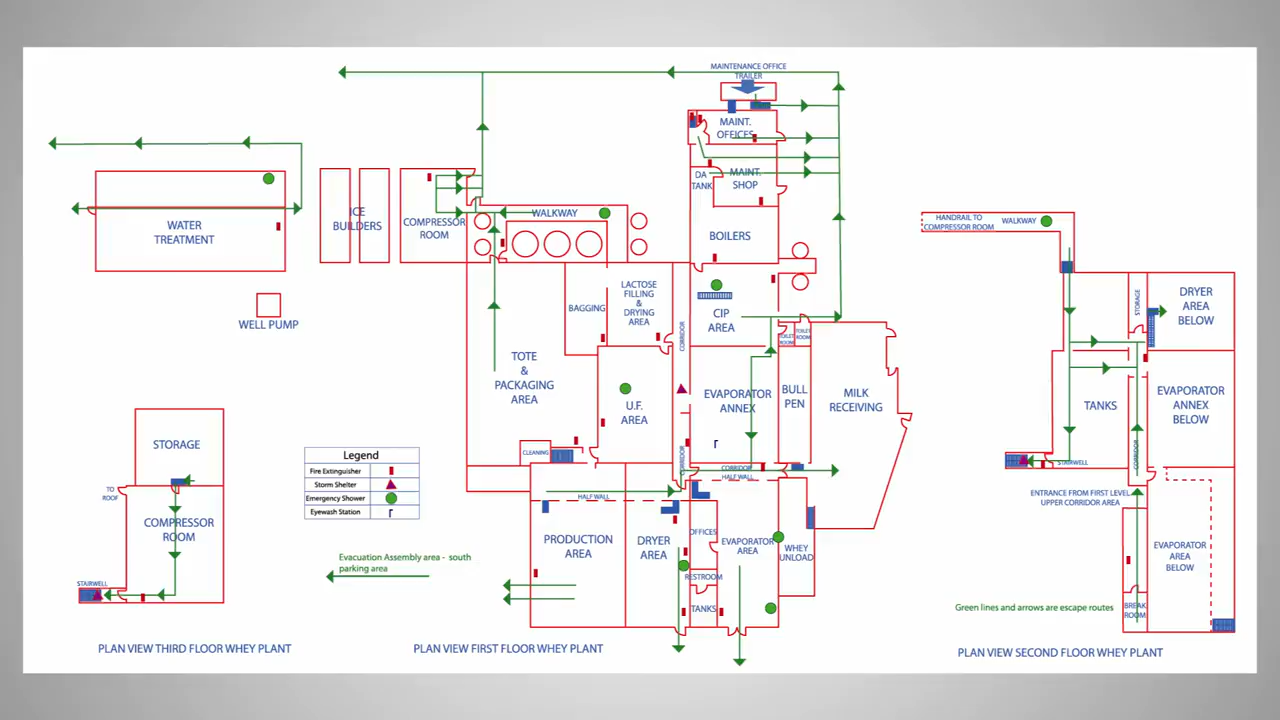 MAINTENANCE OFFICE
TRAILER
MAINT.
OFFICES
DA
TANK
MAINT.
SHOP
BOILERS
WATER
TREATMENT
ICE
BUILDERS
COMPRESSOR
ROOM
WALKWAY
HANDRAIL TO
COMPRESSOR ROOM
WALKWAY
WELL PUMP
BAGGING
LACTOSE
FILLING
&
DRYING
AREA
CORRIDOR
CIP
AREA
TOILET
ROOM
TOILET
ROOM
STORAGE
DRYER
AREA
BELOW
TOTE
&
PACKAGING
AREA
U.F.
AREA
EVAPORATOR
ANNEX
BULL
PEN
MILK
RECEIVING
TANKS
EVAPORATOR
ANNEX
BELOW
STORAGE
TO
ROOF
COMPRESSOR
ROOM
STAIRWELL
Legend
Fire Extinguisher
Storm Shelter
Emergency Shower
Eyewash Station
CLEANING
CORRIDOR
CORRIDOR
HALF WALL
HALF WALL
STAIRWELL
CORRIDOR
ENTRANCE FROM FIRST LEVEL
UPPER CORRIDOR AREA
PRODUCTION
AREA
DRYER
AREA
OFFICES
EVAPORATOR
AREA
WHEY
UNLOAD
RESTROOM
TANKS
EVAPORATOR
AREA
BELOW
BREAK
ROOM
Evacuation Assembly area - south
parking area
Green lines and arrows are escape routes
PLAN VIEW THIRD FLOOR WHEY PLANT
PLAN VIEW FIRST FLOOR WHEY PLANT
PLAN VIEW SECOND FLOOR WHEY PLANT